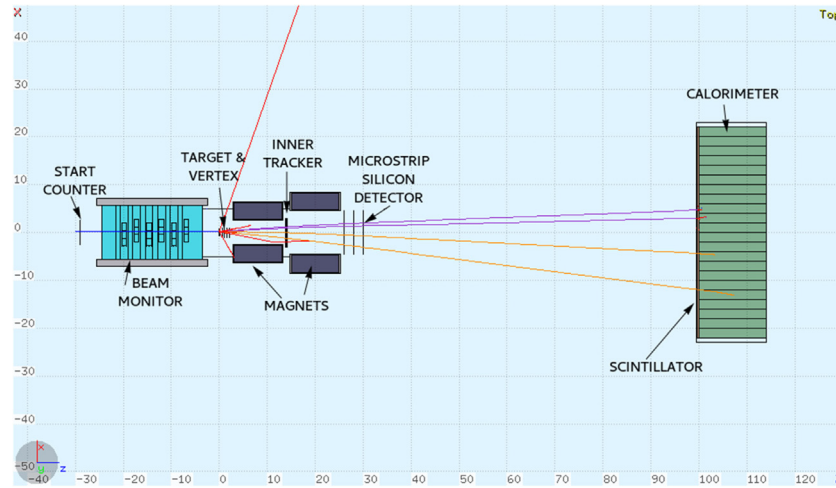 X
Top
40
30
20
10
0
-10
-20
-30
-40
-50
CALORIMETER
INNER
TRACKER
TARGET &
VERTEX
MICROSTRIP
SILICON
DETECTOR
START
COUNTER
BEAM
MONITOR
MAGNETS
SCINTILLATOR
x
y
z
-40 -30 -20 -10 0 10 20 30 40 50 60 70 80 90 100 110 120